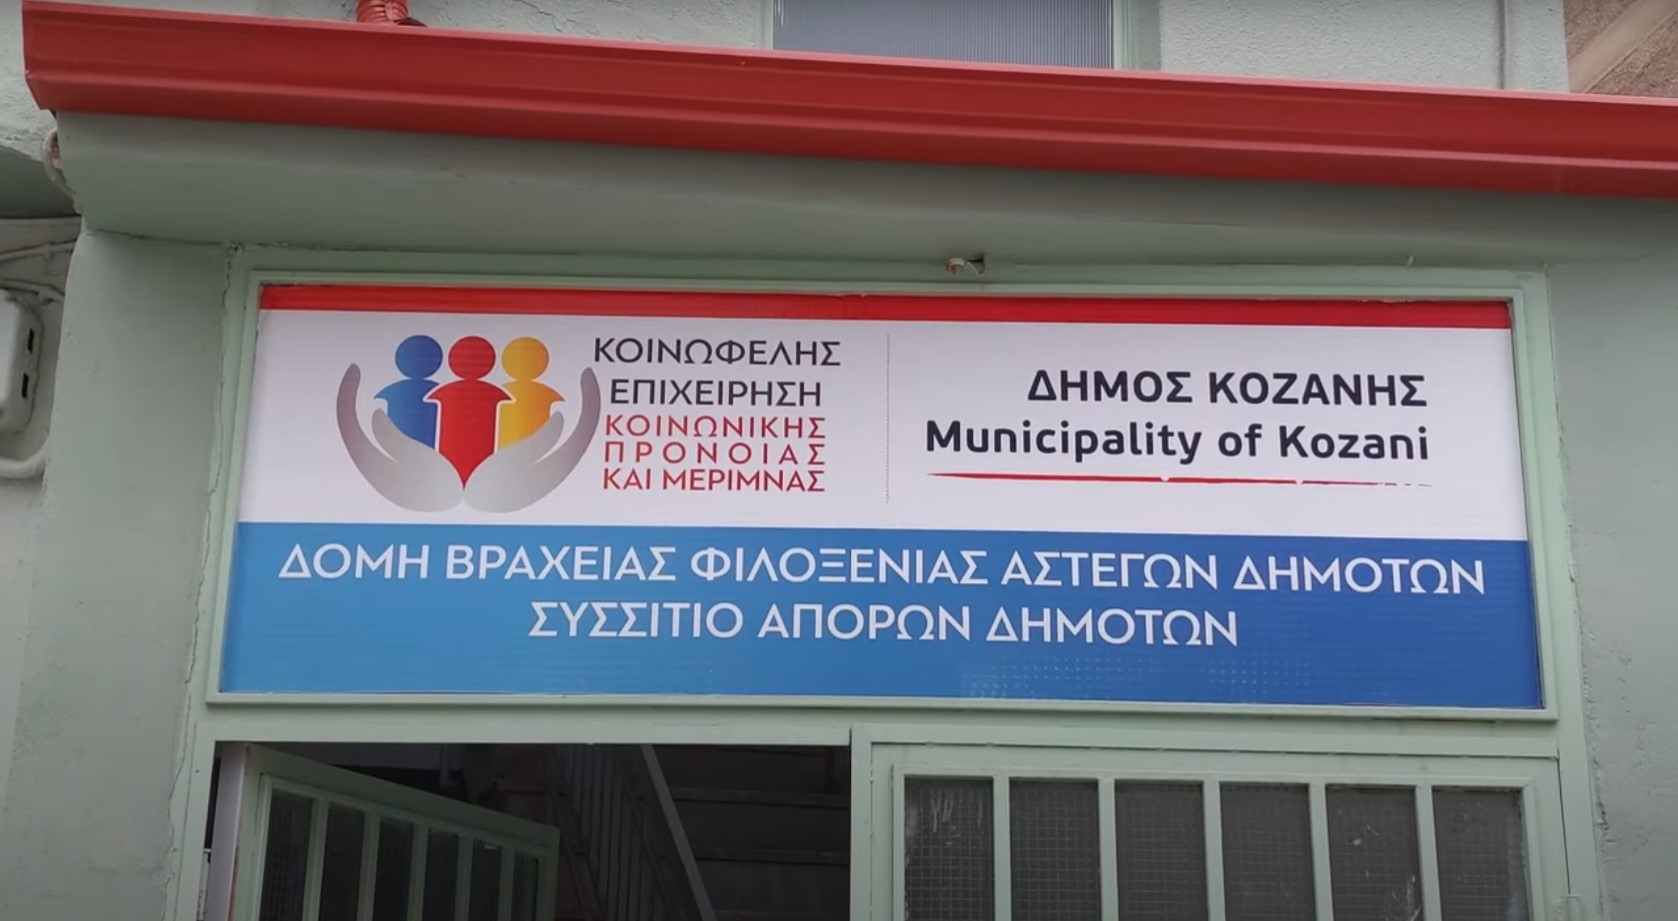 ΚΟΙΝΩΦΕΛΗΣ
ΕΠΙΧΕΙΡΗΣΗ
ΚΟΙΝΩΝΙΚΗΣ
ΠΡΟΝΟΙΑΣ
ΚΑΙ ΜΕΡΙΜΝΑΣ
ΔΗΜΟΣ ΚΟΖΑΝΗΣ
Municipality of Kozani
ΔΟΜΗ ΒΡΑΧΕΙΑΣ ΦΙΛΟΞΕΝΙΑΣ ΑΣΤΕΓΩΝ ΔΗΜΟΤΩΝ
ΣΥΣΣΙΤΙΟ ΑΠΟΡΩΝ ΔΗΜΟΤΩΝ